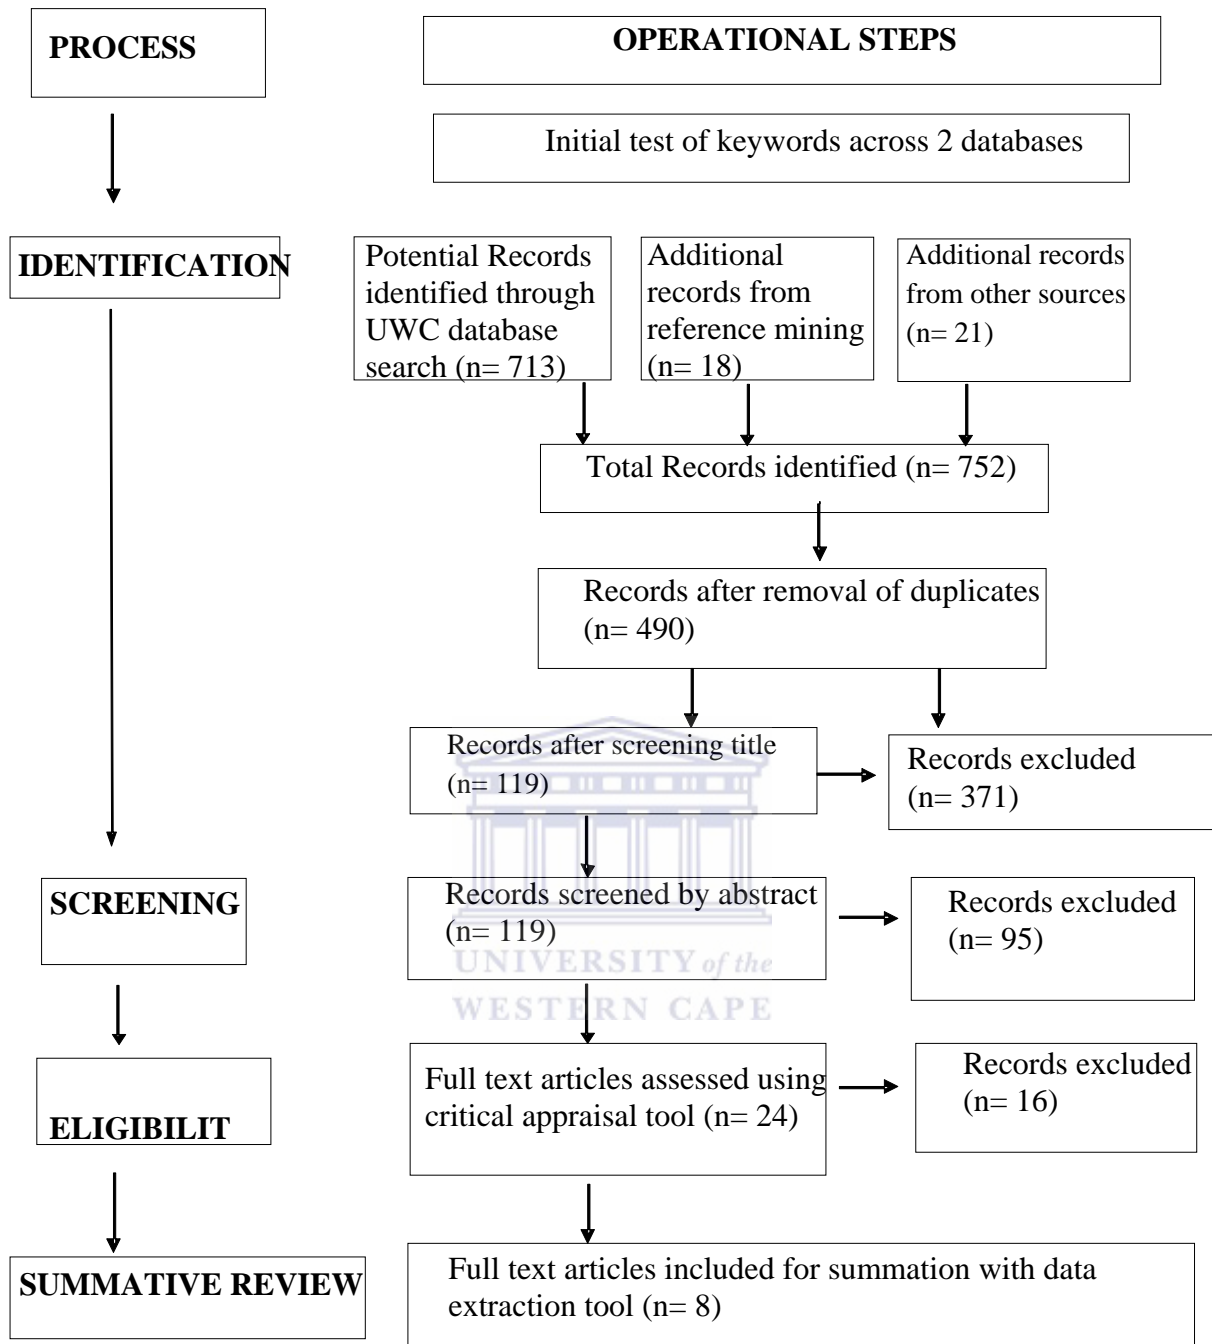 PROCESS
OPERATIONAL STEPS
Initial test of keywords across 2 databases
IDENTIFICATION
Potential Records
identified through
UWC database
search (n= 713)
Additional
records from
reference mining
(n= 18)
Additional records
from other sources
(n= 21)
Total Records identified (n= 752)
Records after removal of duplicates
(n= 490)
Records after screening title
(n= 119)
Records excluded
(n= 371)
SCREENING
Records screened by abstract
(n= 119)
Records excluded
(n= 95)
UNIVERSITY of the
WESTERN CAPE
ELIGIBILIT
Full text articles assessed using
critical appraisal tool (n= 24)
Records excluded
(n= 16)
SUMMATIVE REVIEW
Full text articles included for summation with data
extraction tool (n= 8)